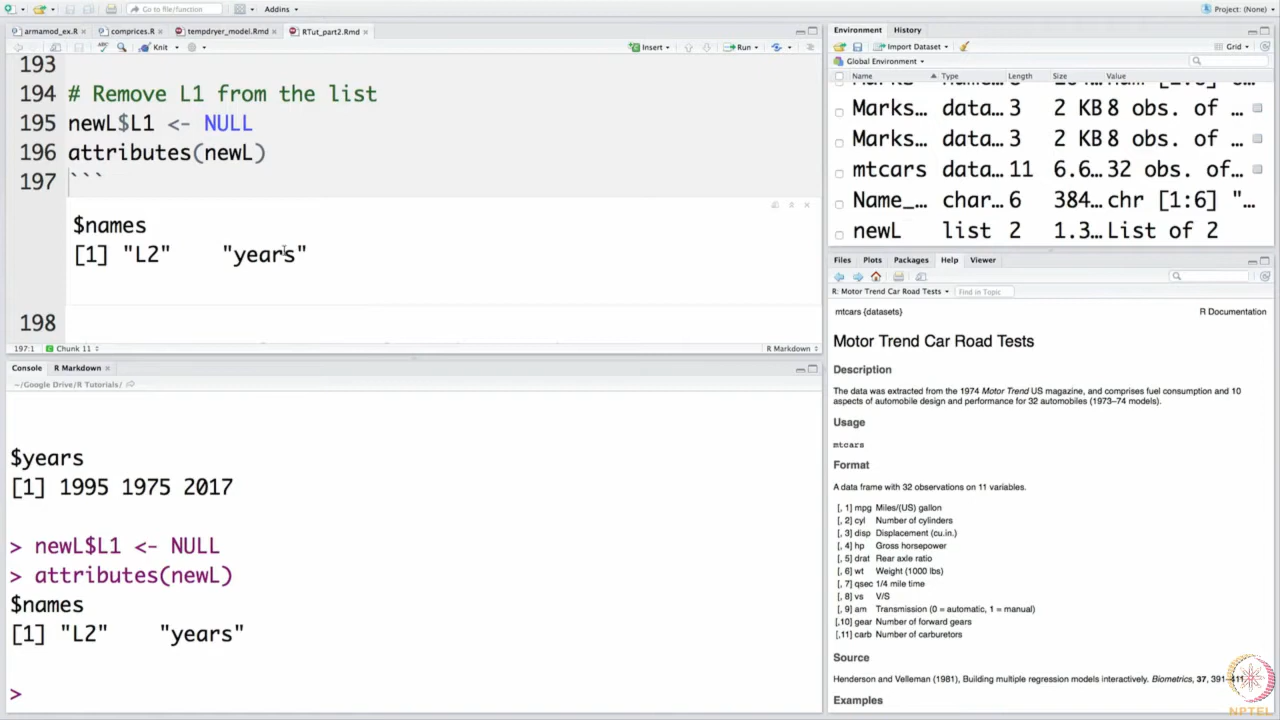 Go to file/function
Addins
Project: (None)
armamod_ex.R
comprices.R
tempdryer_model.Rmd
RTut_part2.Rmd
Knit
Insert
Run
193
194 # Remove L1 from the list
195 newL$L1 <- NULL
196 attributes(newL)
197 ```
$names
[1] "L2" "years"
198
197:1 Chunk 11
R Markdown
Console R Markdown
~/Google Drive/R Tutorials/
$years
[1] 1995 1975 2017
> newL$L1 <- NULL
> attributes(newL)
$names
[1] "L2" "years"
>
Environment History
Import Dataset
Grid
Global Environment
Name Type Length Size Value
Marks… data… 3 2 KB 8 obs. of …
Marks… data… 3 2 KB 8 obs. of …
mtcars data… 11 6.6… 32 obs. of…
Name_… char… 6 384… chr [1:6] "…
newL list 2 1.3… List of 2
Files Plots Packages Help Viewer
R: Motor Trend Car Road Tests
Find in Topic
mtcars {datasets}
R Documentation
Motor Trend Car Road Tests
Description
The data was extracted from the 1974 Motor Trend US magazine, and comprises fuel consumption and 10
aspects of automobile design and performance for 32 automobiles (1973–74 models).
Usage
mtcars
Format
A data frame with 32 observations on 11 variables.
[, 1] mpg Miles/(US) gallon
[, 2] cyl Number of cylinders
[, 3] disp Displacement (cu.in.)
[, 4] hp Gross horsepower
[, 5] drat Rear axle ratio
[, 6] wt Weight (1000 lbs)
[, 7] qsec 1/4 mile time
[, 8] vs V/S
[, 9] am Transmission (0 = automatic, 1 = manual)
[,10] gear Number of forward gears
[,11] carb Number of carburetors
Source
Henderson and Velleman (1981), Building multiple regression models interactively. Biometrics, 37, 391–411.
Examples
NPTEL